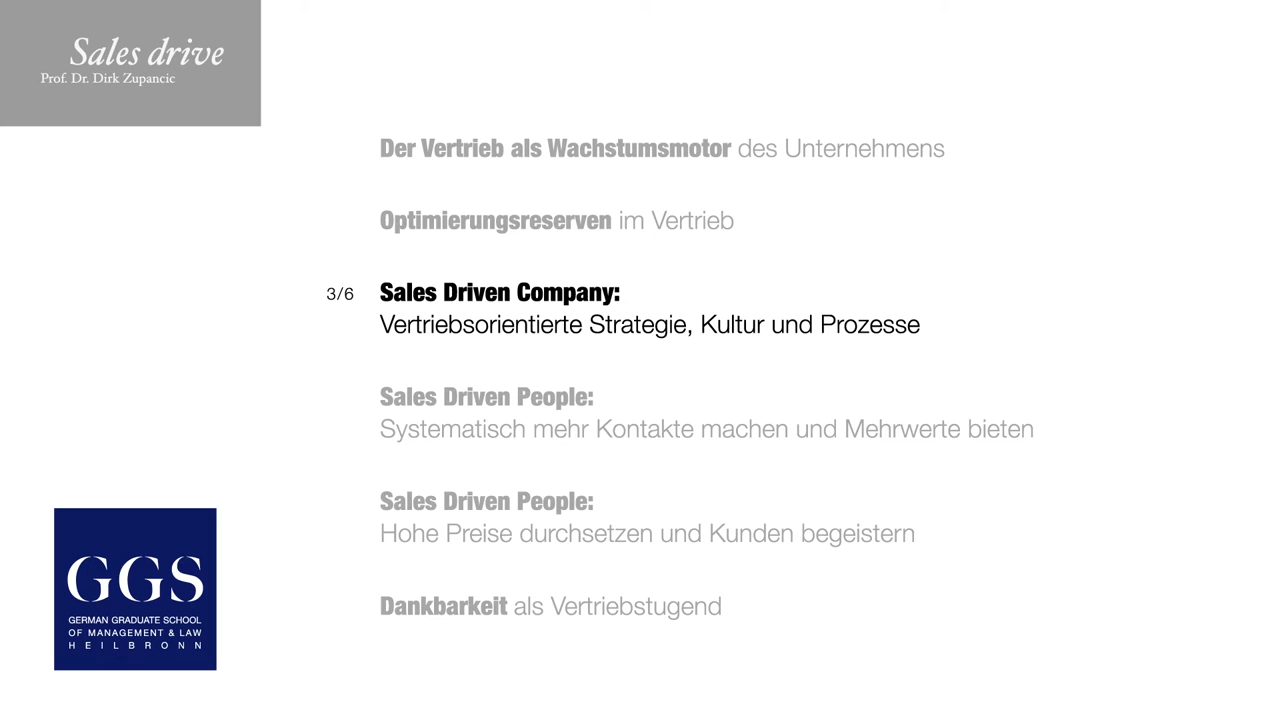 Sales drive
Prof. Dr. Dirk Zupancic
Der Vertrieb als Wachstumsmotor des Unternehmens
Optimierungsreserven im Vertrieb
3/6 Sales Driven Company:
Vertriebsorientierte Strategie, Kultur und Prozesse
Sales Driven People:
Systematisch mehr Kontakte machen und Mehrwerte bieten
Sales Driven People:
Hohe Preise durchsetzen und Kunden begeistern
Dankbarkeit als Vertriebstugend
GGS
GERMAN GRADUATE SCHOOL
OF MANAGEMENT & LAW
HEILBRONN